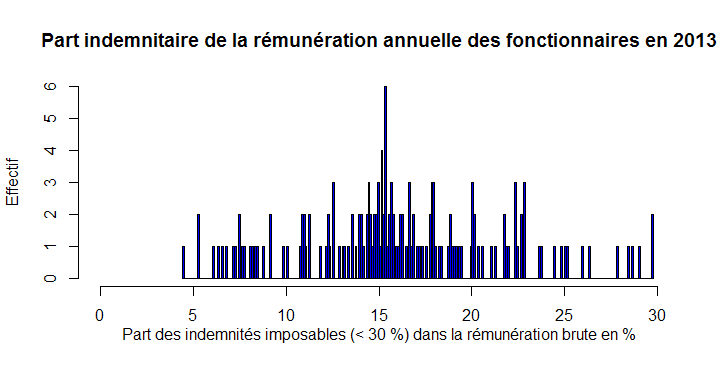 Part indemnitaire de la rémunération annuelle des fonctionnaires en 2013
6
5
4
3
2
1
0
Effectif
0 5 10 15 20 25 30
Part des indemnités imposables (< 30 %) dans la rémunération brute en %